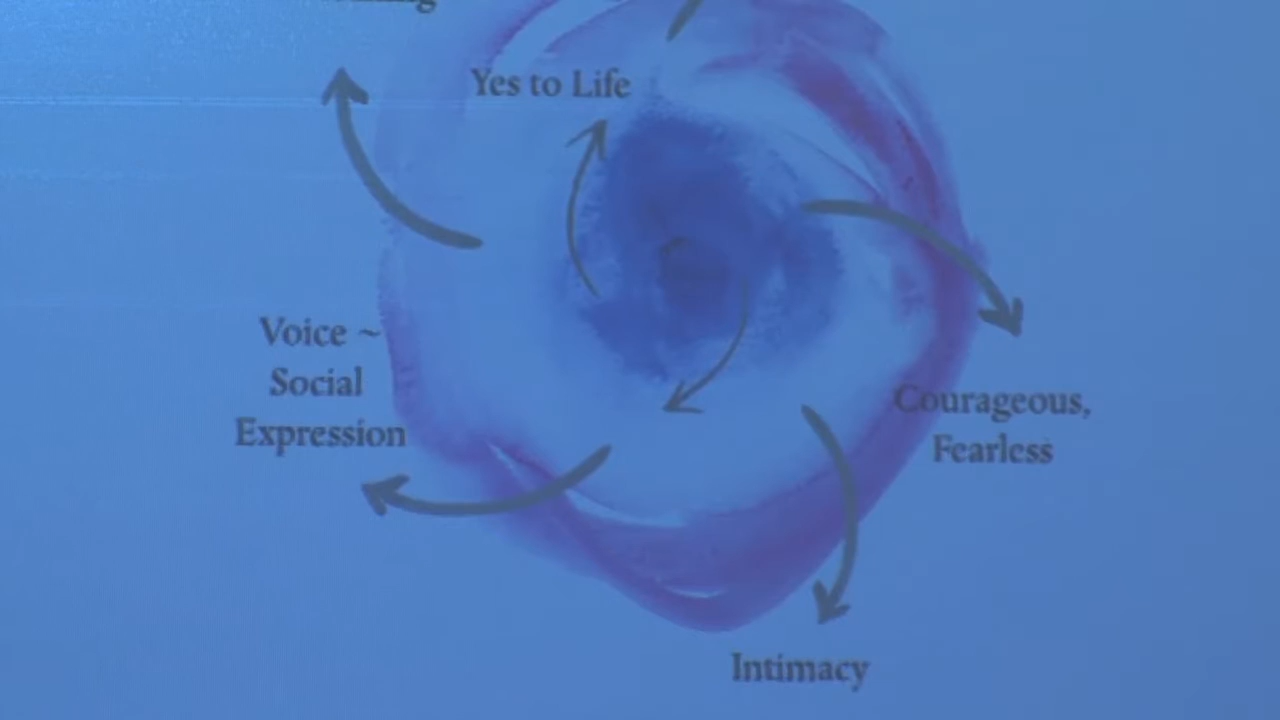 Yes to Life
Voice ~
Social
Expression
Courageous,
Fearless
Intimacy